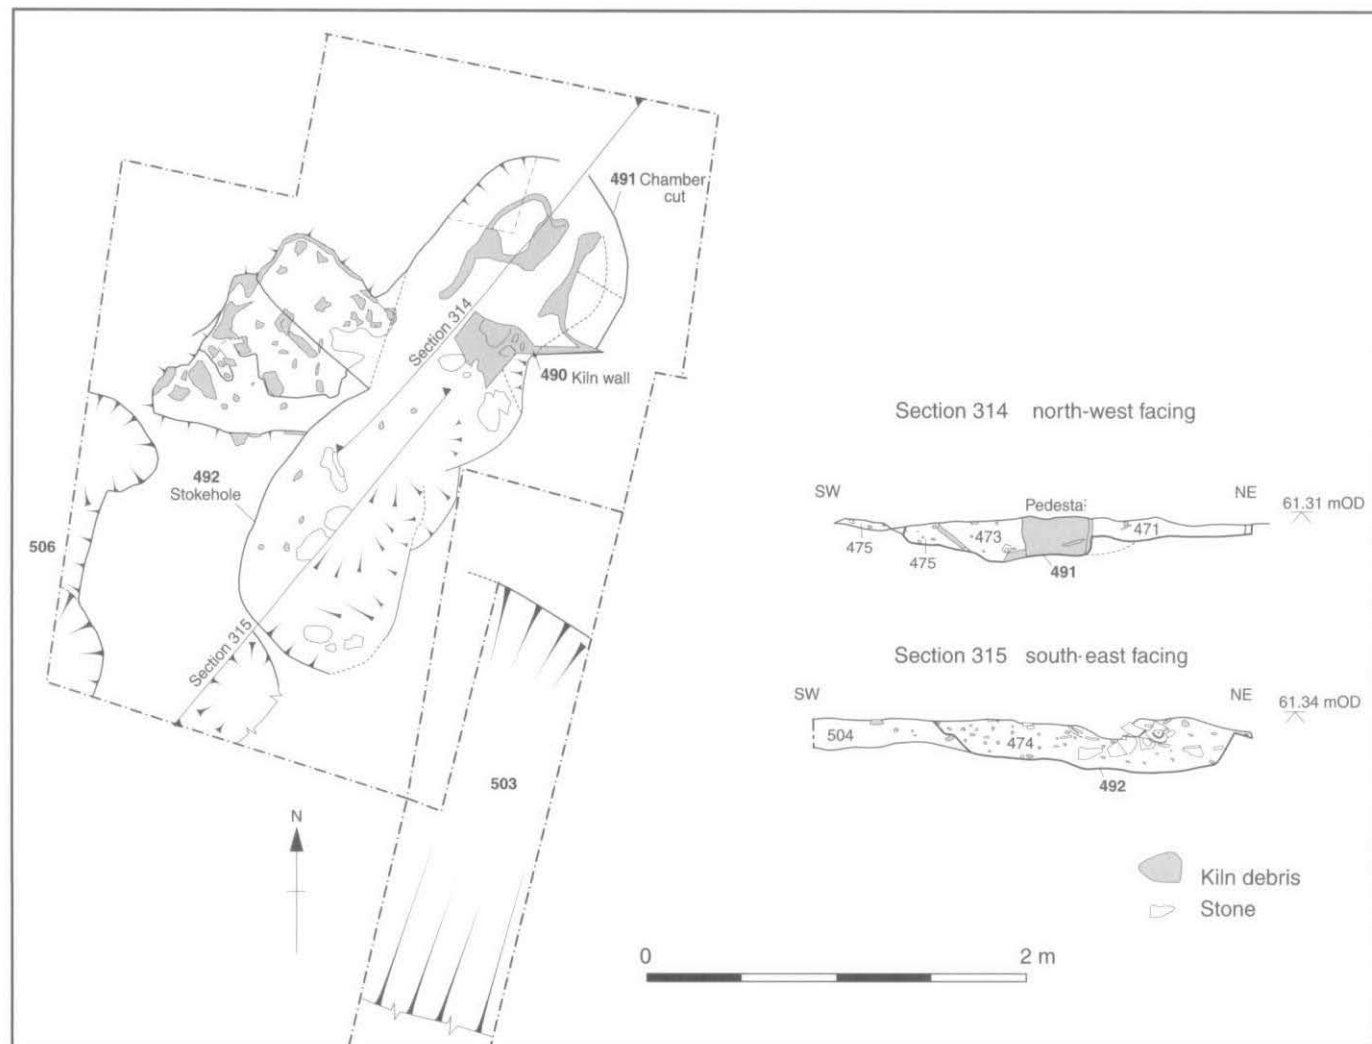 491 Chamber
cut
Section 314
490 Kiln wall
492
Stokehole
506
Section 315
503
N
Section 314 north-west facing
SW
NE
61.31 mOD
Pedestal
475
475
473
471
491
Section 315 south-east facing
SW
NE
61.34 mOD
504
474
492
Kiln debris
Stone
0
2 m